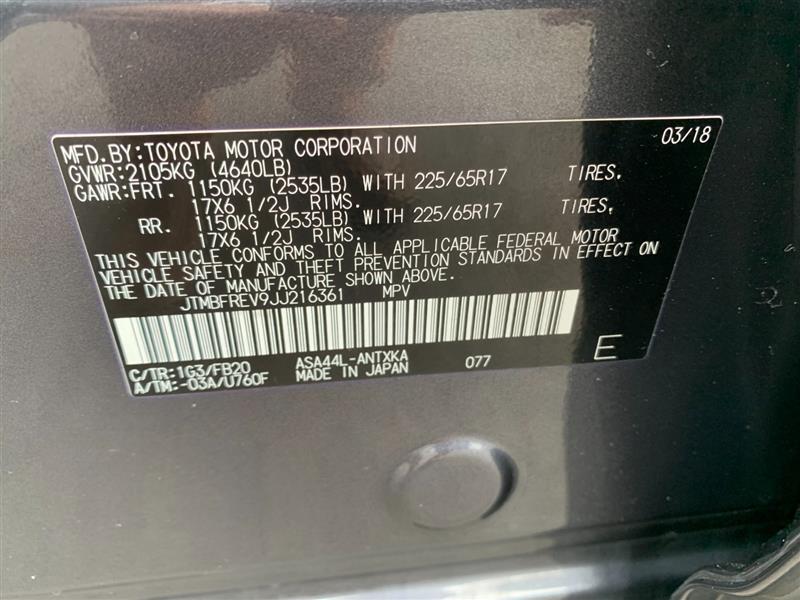 MFD.BY:TOYOTA MOTOR CORPORATION 03/18
GVWR:2105KG (4640LB)
GAWR:FRT. 1150KG (2535LB) WITH 225/65R17 TIRES,
17X6 1/2J RIMS.
RR. 1150KG (2535LB) WITH 225/65R17 TIRES,
17X6 1/2J RIMS.
THIS VEHICLE CONFORMS TO ALL APPLICABLE FEDERAL MOTOR
VEHICLE SAFETY AND THEFT PREVENTION STANDARDS IN EFFECT ON
THE DATE OF MANUFACTURE SHOWN ABOVE.
JTMBFREV9JJ216361 MPV
C/TR:1G3/FB20 ASA44L-ANTXKA 077 E
A/TM:-03A/U760F MADE IN JAPAN